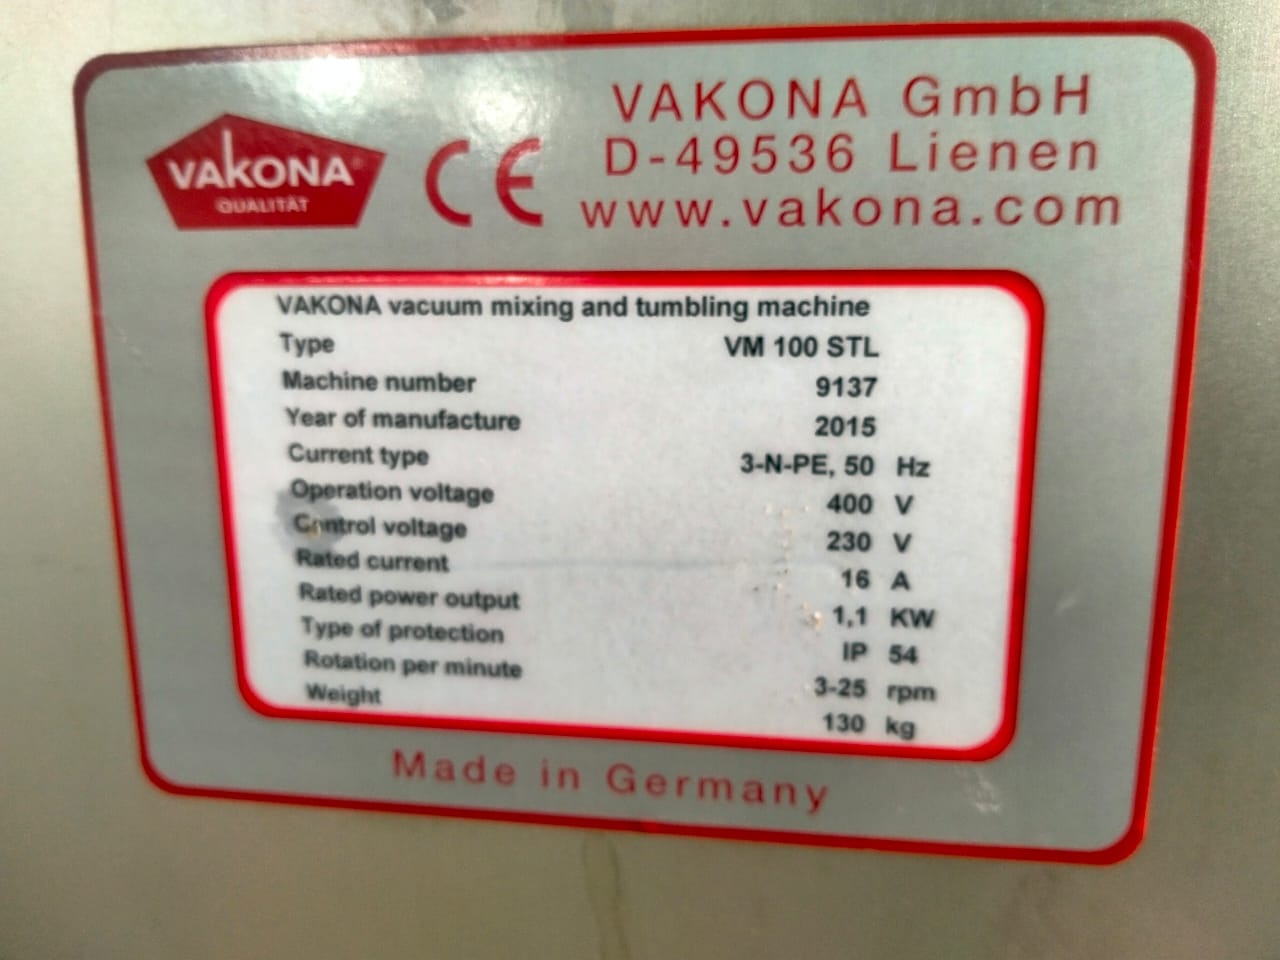 VAKONA
QUALITÄT
CE
VAKONA GmbH
D-49536 Lienen
www.vakona.com
VAKONA vacuum mixing and tumbling machine
Type VM 100 STL
Machine number 9137
Year of manufacture 2015
Current type 3-N-PE, 50 Hz
Operation voltage 400 V
Control voltage 230 V
Rated current 16 A
Rated power output 1,1 KW
Type of protection IP 54
Rotation per minute 3-25 rpm
Weight 130 kg
Made in Germany